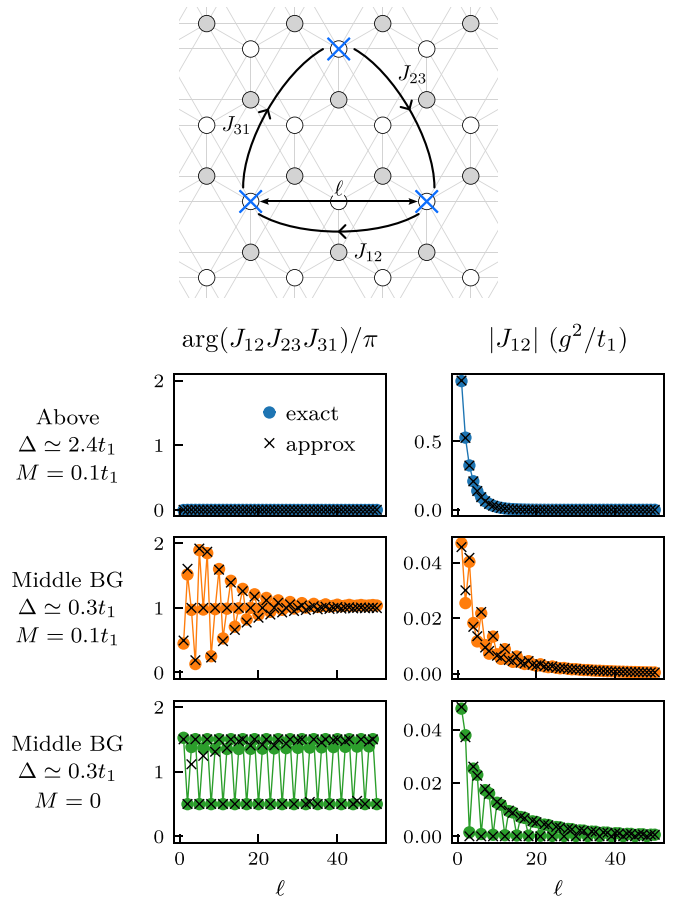 J₂₃
J₃₁
ℓ
J₁₂
arg(J₁₂J₂₃J₃₁)/π
|J₁₂| (g²/t₁)
Above
Δ ≃ 2.4t₁
M = 0.1t₁
2
1
0
exact
approx
0.5
0.0
Middle BG
Δ ≃ 0.3t₁
M = 0.1t₁
2
1
0
0.04
0.02
0.00
Middle BG
Δ ≃ 0.3t₁
M = 0
2
1
0
0.04
0.02
0.00
0 20 40
0 20 40
ℓ
ℓ